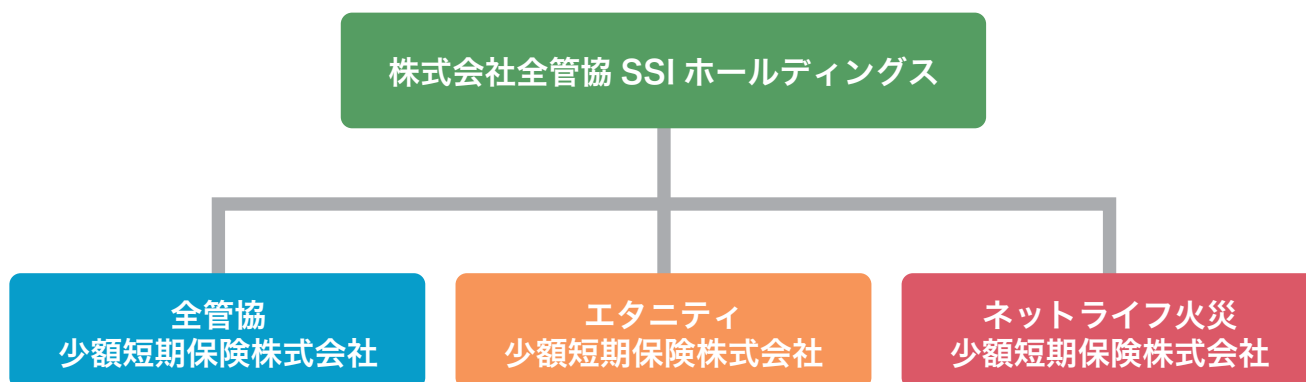 株式会社全管協 SSI ホールディングス
全管協
少額短期保険株式会社
エタニティ
少額短期保険株式会社
ネットライフ火災
少額短期保険株式会社